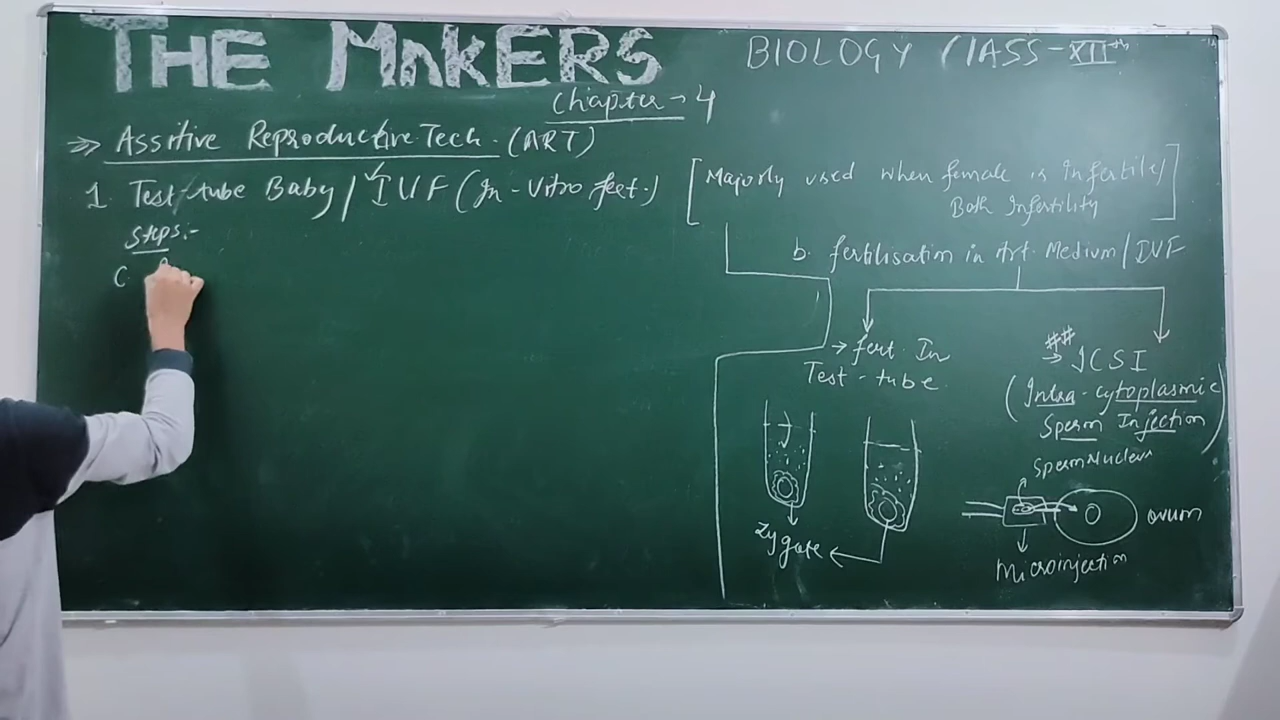 THE MAKERS
BIOLOGY CLASS-XIIth
Chapter → 4
>> Assitive Reproductive Tech. (ART)
1. Test-tube Baby / IVF (In-Vitro fert.)
[Majorly used when female is infertile/
Both Infertility]
Steps:-
C.
b. fertilisation in Art. Medium/IVF
→ fert. In
Test-tube
Zygote
##
→ ICSI
(Intra-cytoplasmic
Sperm Injection)
Sperm Nucleus
ovum
Microinjection